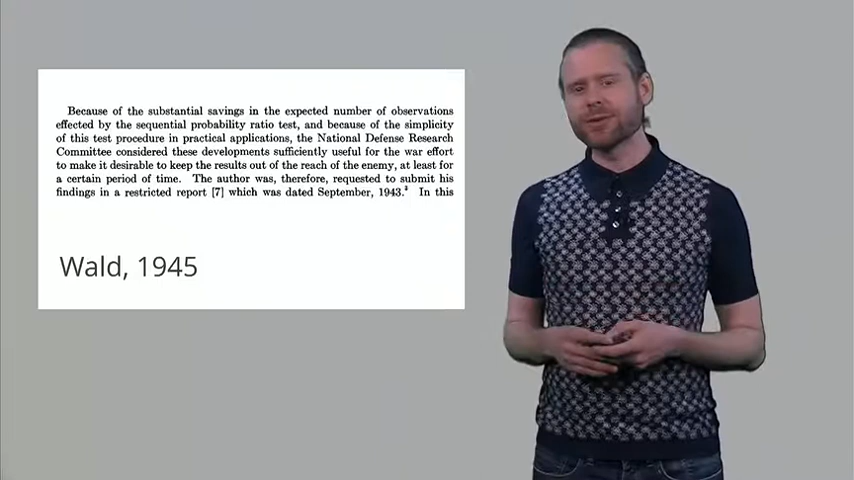 Because of the substantial savings in the expected number of observations
effected by the sequential probability ratio test, and because of the simplicity
of this test procedure in practical applications, the National Defense Research
Committee considered these developments sufficiently useful for the war effort
to make it desirable to keep the results out of the reach of the enemy, at least for
a certain period of time. The author was, therefore, requested to submit his
findings in a restricted report [7] which was dated September, 1943.³ In this
Wald, 1945